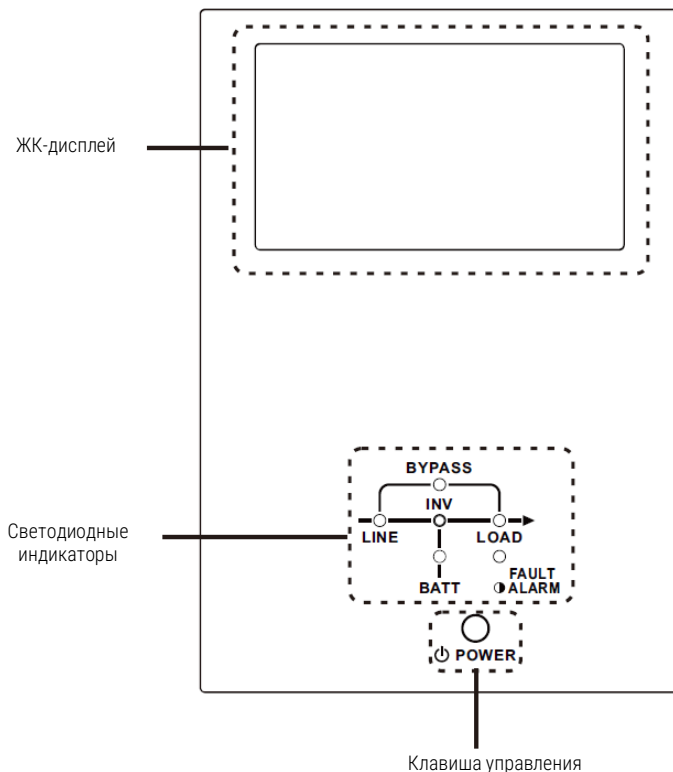 ЖК-дисплей
BYPASS
INV
LINE
LOAD
Светодиодные
индикаторы
BATT
FAULT
ALARM
POWER
Клавиша управления